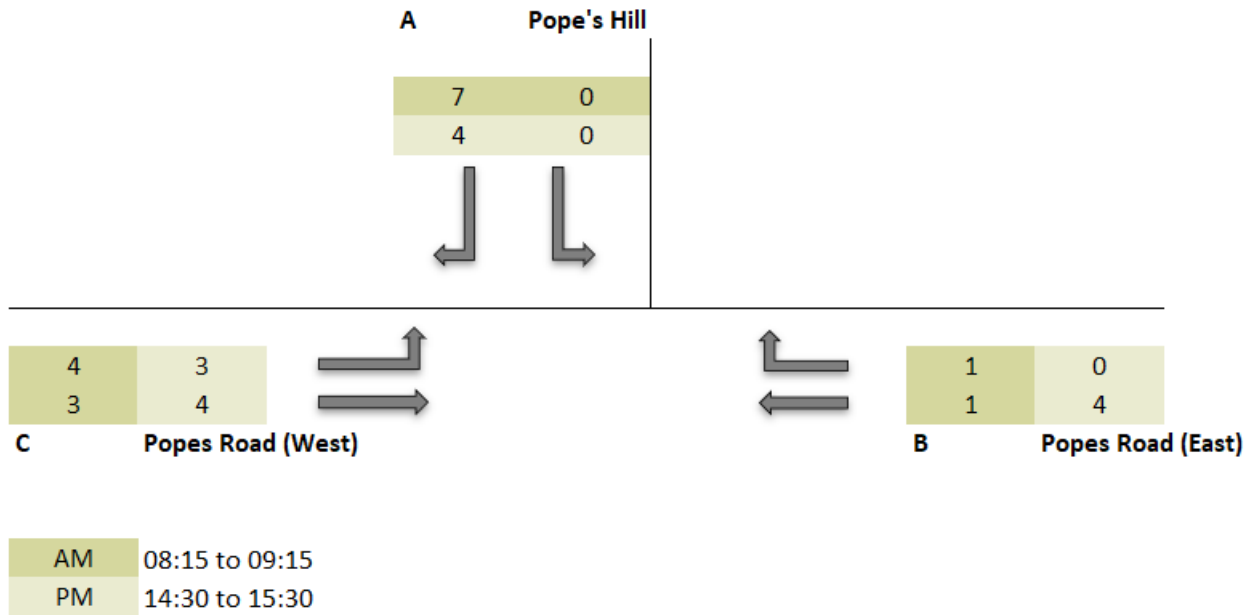 A Pope's Hill
7 0
4 0
4 3
3 4
C Popes Road (West)
1 0
1 4
B Popes Road (East)
AM 08:15 to 09:15
PM 14:30 to 15:30